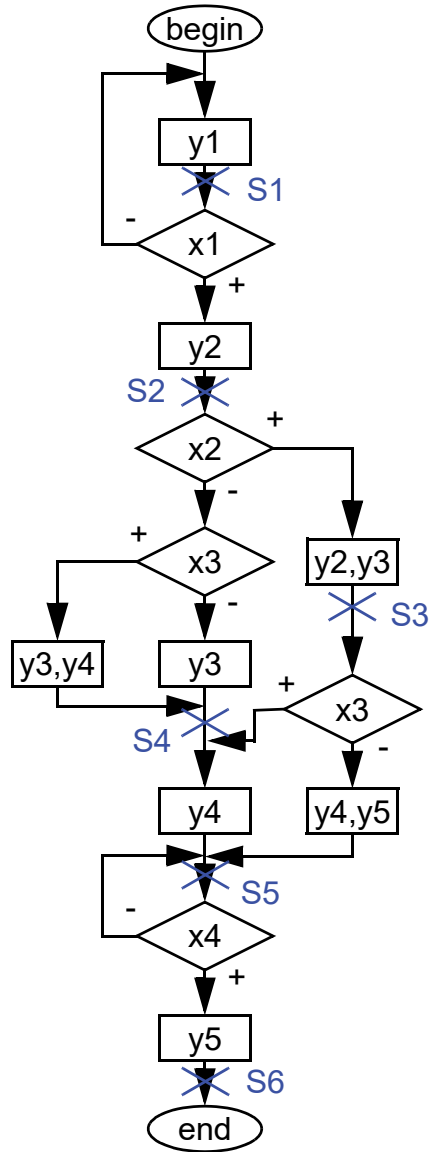 begin
y1
S1
-
x1
+
y2
S2
+
x2
-
+
x3
-
y2,y3
S3
y3,y4
y3
+
x3
S4
-
y4
y4,y5
S5
-
x4
+
y5
S6
end